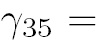 γ₃₅ =